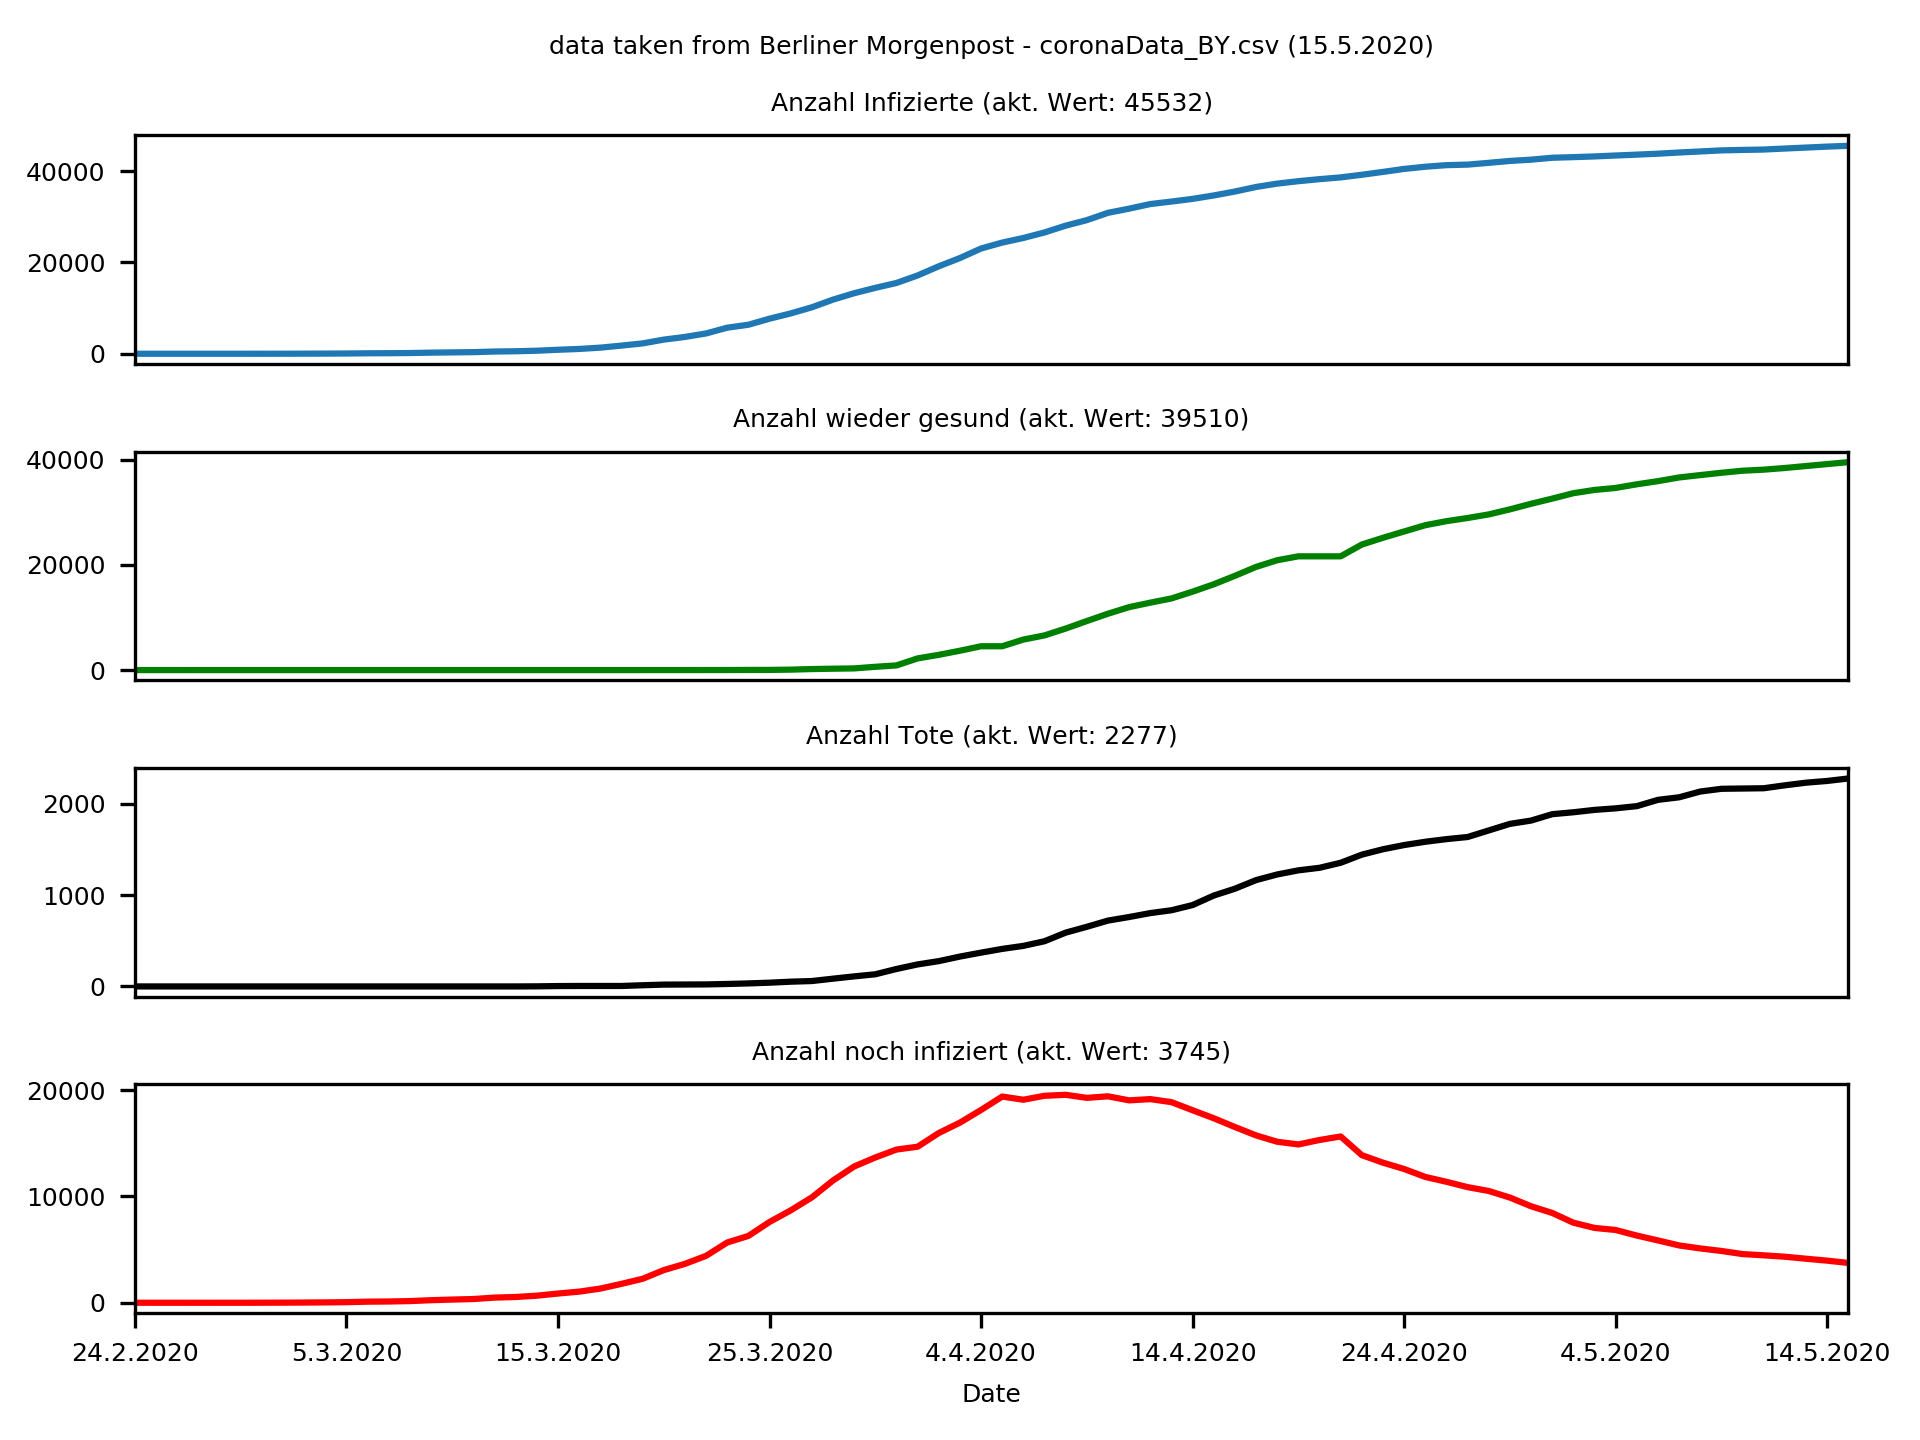 data taken from Berliner Morgenpost - coronaData_BY.csv (15.5.2020)
Anzahl Infizierte (akt. Wert: 45532)
40000
20000
0
Anzahl wieder gesund (akt. Wert: 39510)
40000
20000
0
Anzahl Tote (akt. Wert: 2277)
2000
1000
0
Anzahl noch infiziert (akt. Wert: 3745)
20000
10000
0
24.2.2020 5.3.2020 15.3.2020 25.3.2020 4.4.2020 14.4.2020 24.4.2020 4.5.2020 14.5.2020
Date